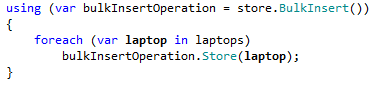 using (var bulkInsertOperation = store.BulkInsert())
{
    foreach (var laptop in laptops)
        bulkInsertOperation.Store(laptop);
}